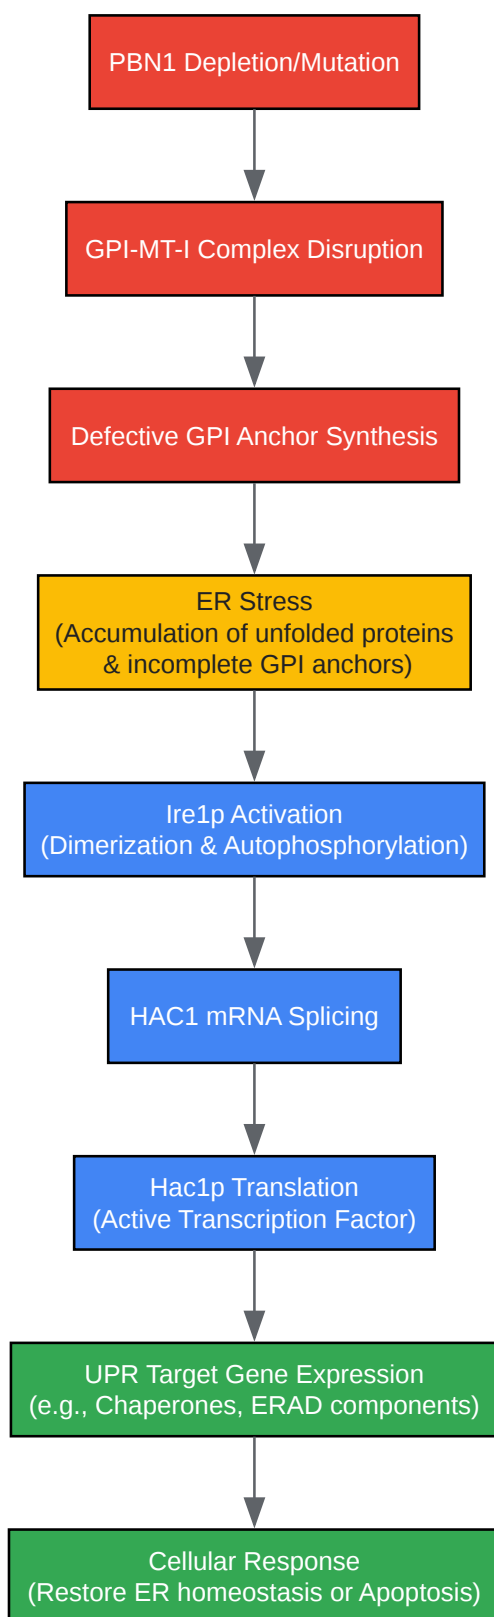 PBN1 Depletion/Mutation
GPI-MT-I Complex Disruption
Defective GPI Anchor Synthesis
ER Stress
(Accumulation of unfolded proteins
& incomplete GPI anchors)
Ire1p Activation
(Dimerization & Autophosphorylation)
HAC1 mRNA Splicing
Hac1p Translation
(Active Transcription Factor)
UPR Target Gene Expression
(e.g., Chaperones, ERAD components)
Cellular Response
(Restore ER homeostasis or Apoptosis)